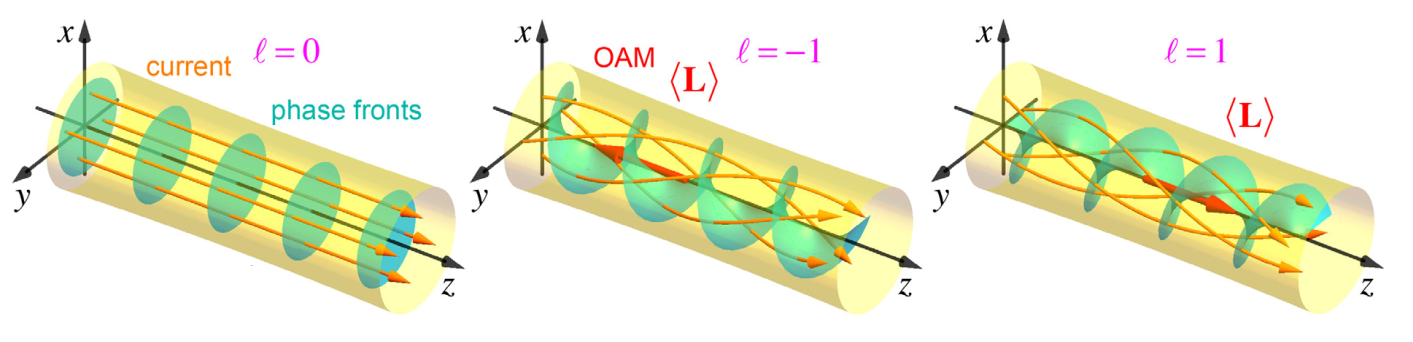 x
current
ℓ = 0
phase fronts
y
z
x
OAM
⟨L⟩
ℓ = −1
y
z
x
ℓ = 1
⟨L⟩
y
z